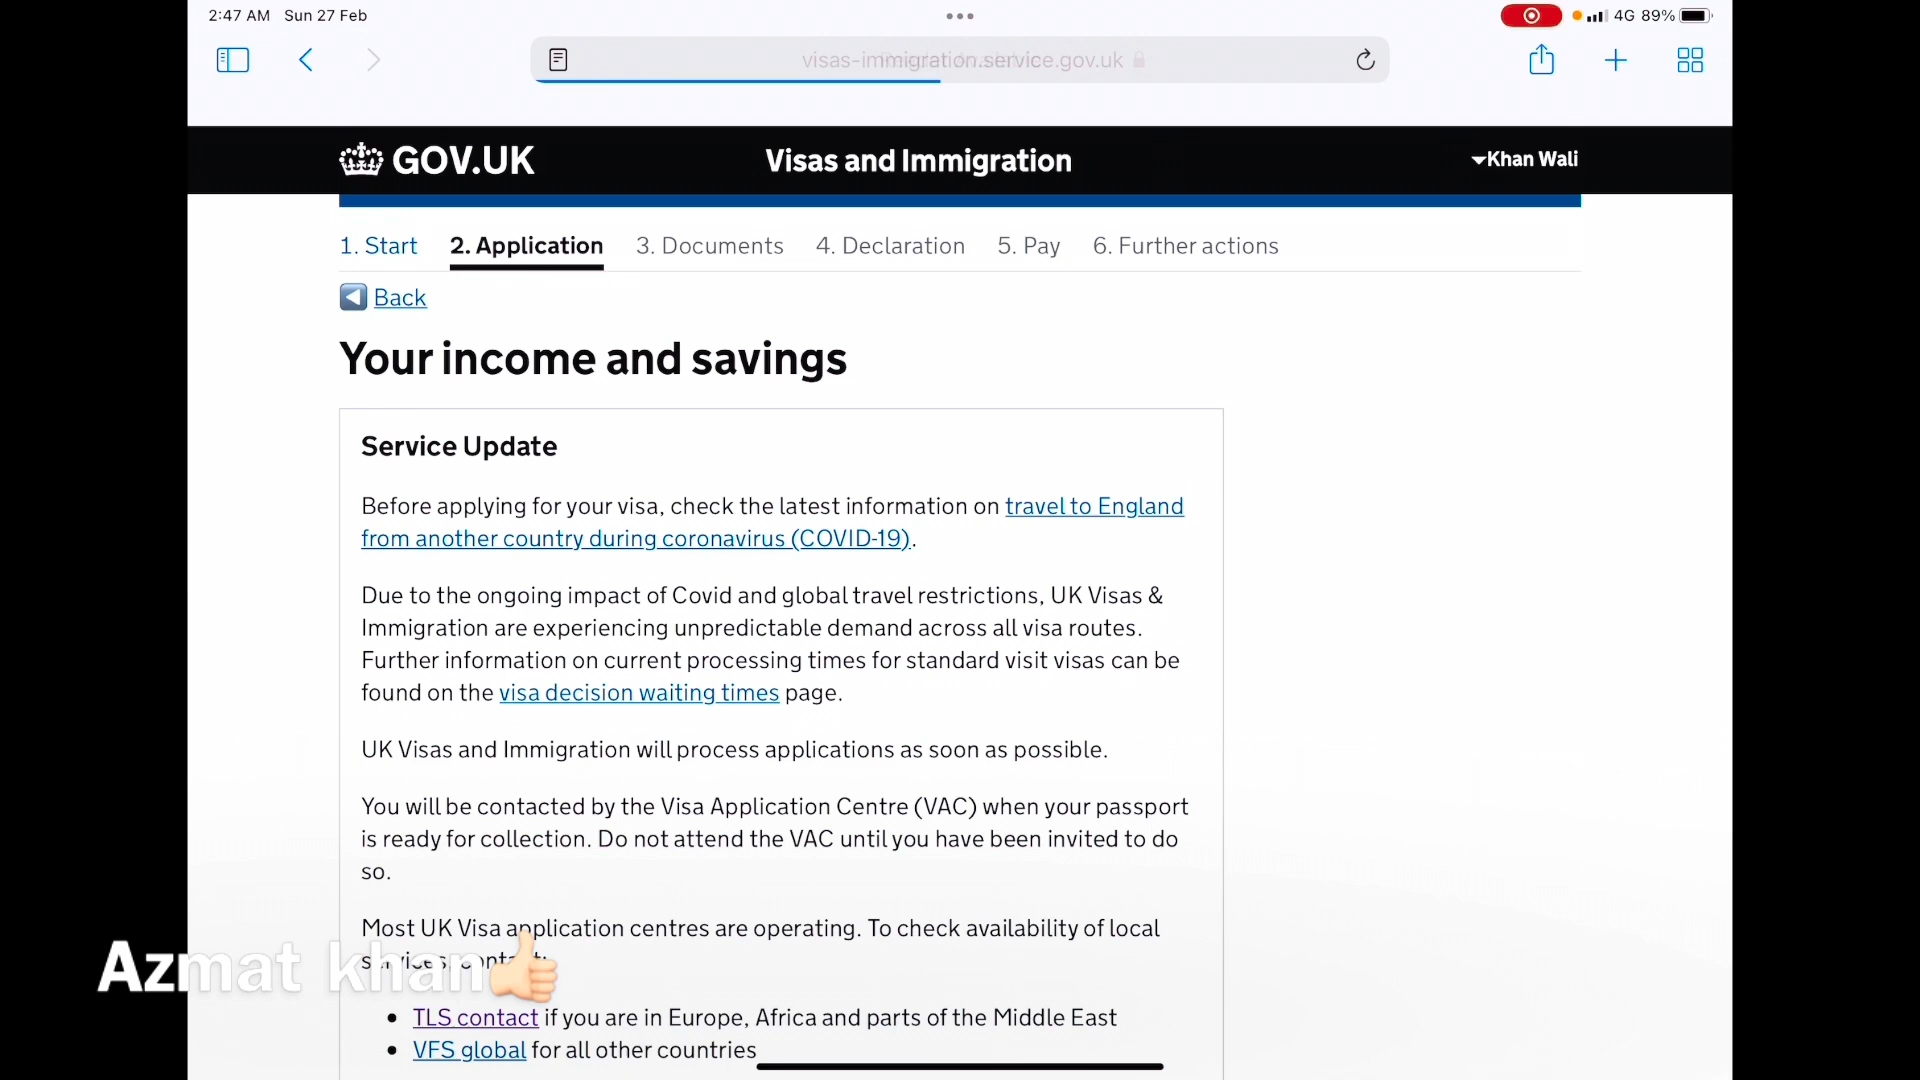 2:47 AM Sun 27 Feb
4G 89%
visas-immigration.service.gov.uk
GOV.UK
Visas and Immigration
Khan Wali
1. Start 2. Application 3. Documents 4. Declaration 5. Pay 6. Further actions
Back
Your income and savings
Service Update
Before applying for your visa, check the latest information on travel to England
from another country during coronavirus (COVID-19).
Due to the ongoing impact of Covid and global travel restrictions, UK Visas &
Immigration are experiencing unpredictable demand across all visa routes.
Further information on current processing times for standard visit visas can be
found on the visa decision waiting times page.
UK Visas and Immigration will process applications as soon as possible.
You will be contacted by the Visa Application Centre (VAC) when your passport
is ready for collection. Do not attend the VAC until you have been invited to do
so.
Most UK Visa application centres are operating. To check availability of local
services, contact:
Azmat khan
TLS contact if you are in Europe, Africa and parts of the Middle East
VFS global for all other countries